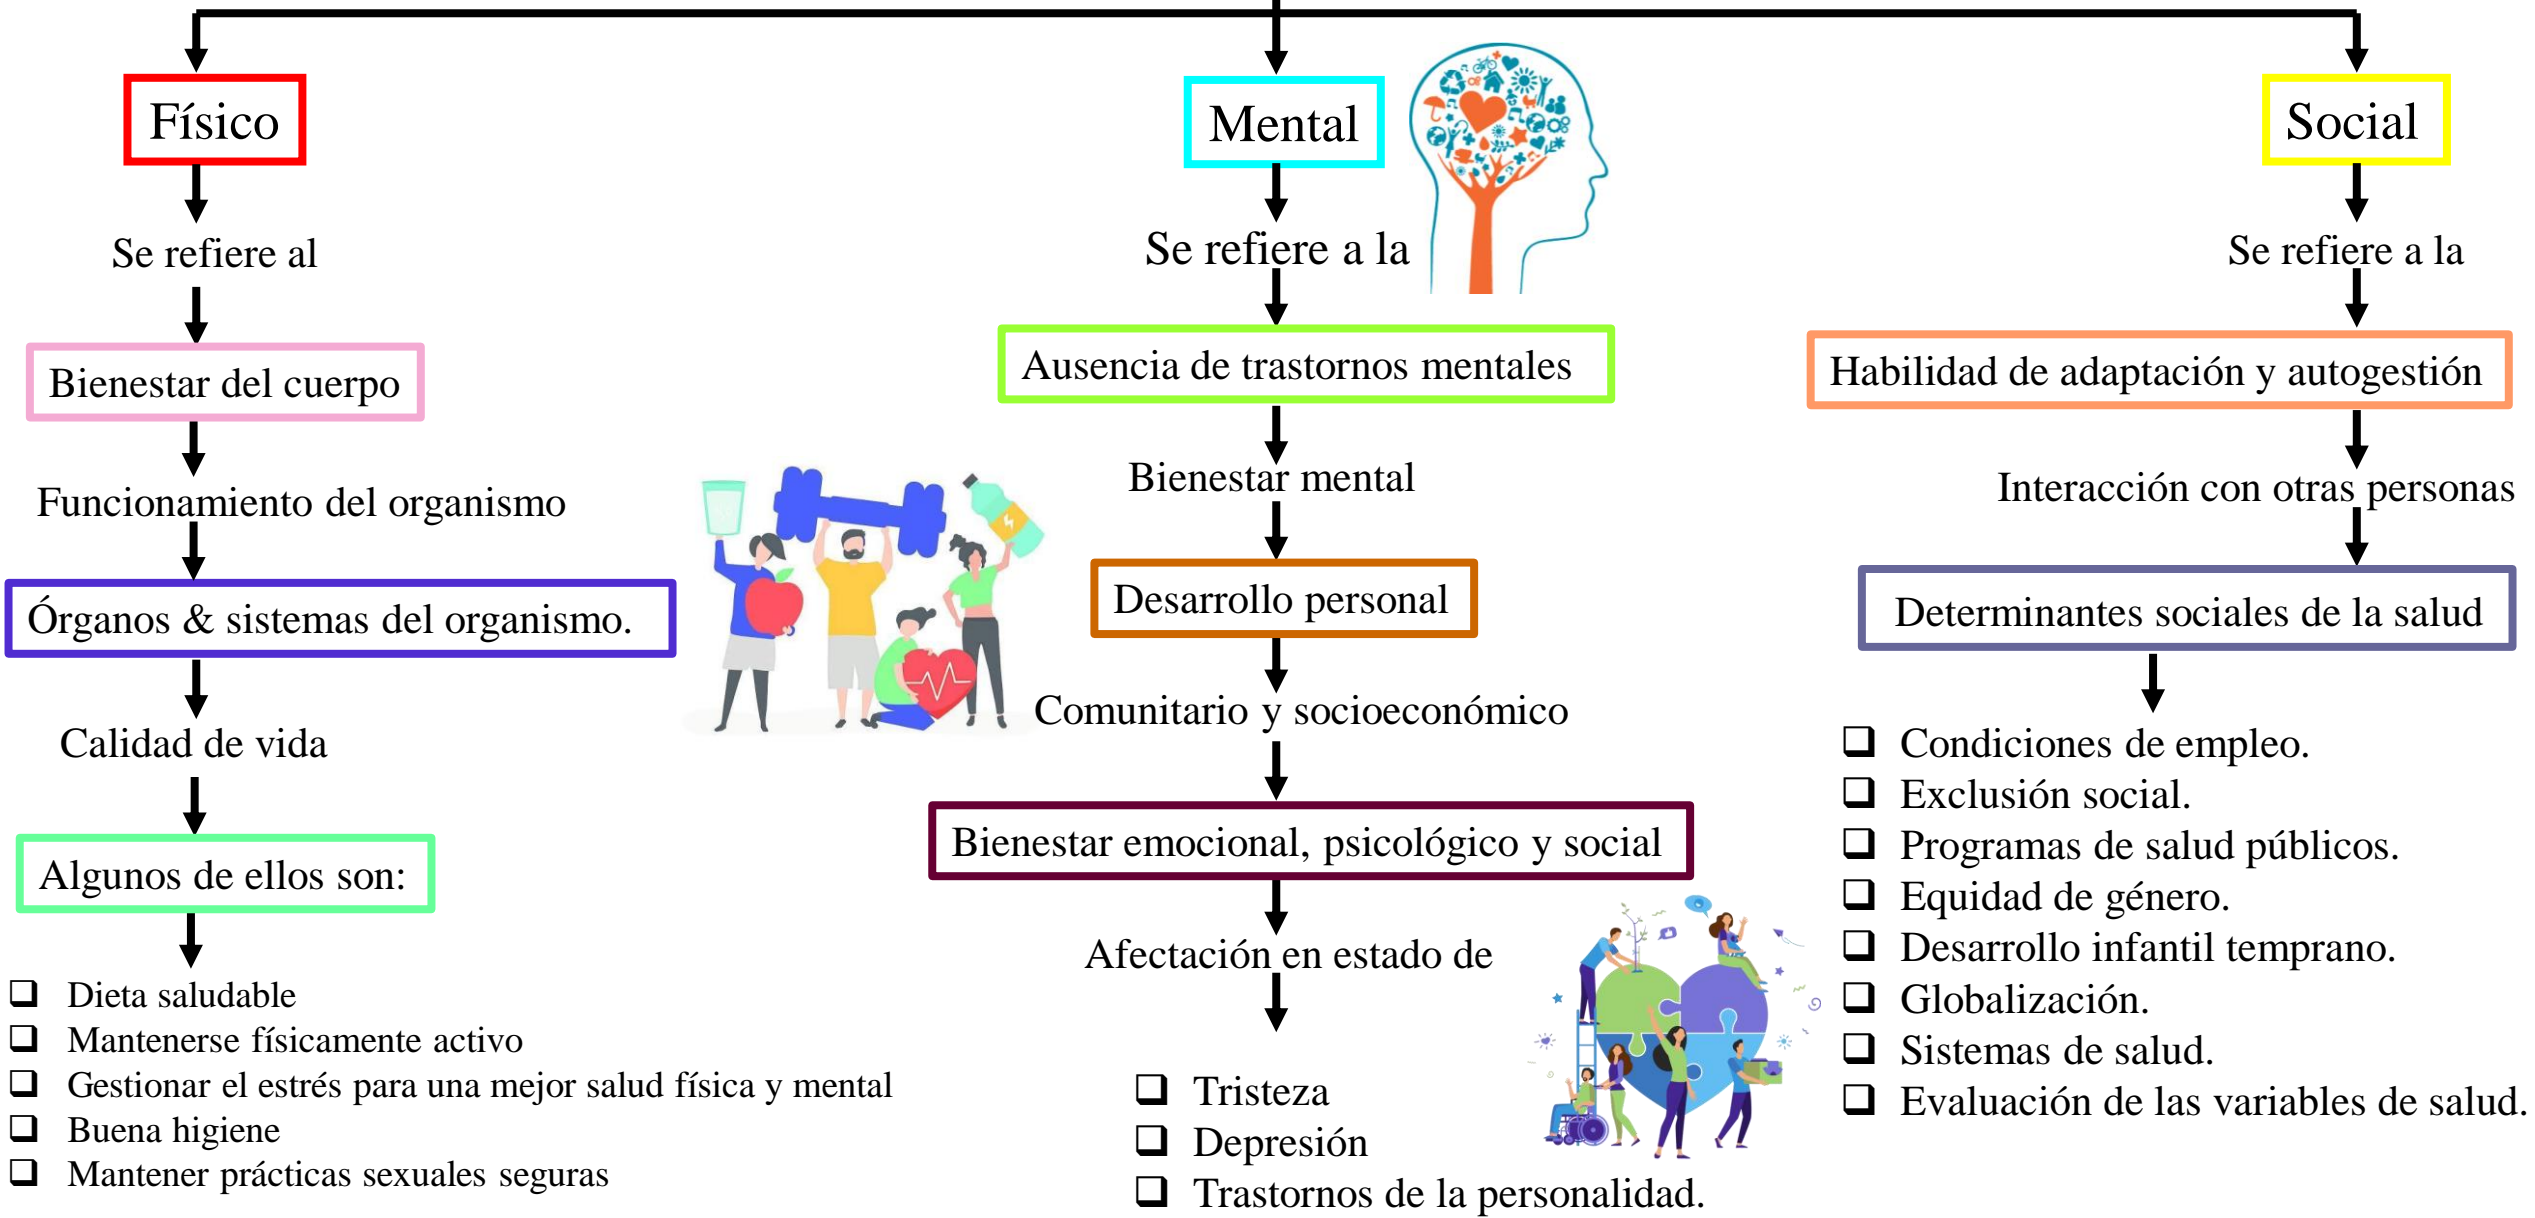 Físico
Se refiere al
Bienestar del cuerpo
Funcionamiento del organismo
Órganos & sistemas del organismo.
Calidad de vida
Algunos de ellos son:
❑ Dieta saludable
❑ Mantenerse físicamente activo
❑ Gestionar el estrés para una mejor salud física y mental
❑ Buena higiene
❑ Mantener prácticas sexuales seguras
Mental
Se refiere a la
Ausencia de trastornos mentales
Bienestar mental
Desarrollo personal
Comunitario y socioeconómico
Bienestar emocional, psicológico y social
Afectación en estado de
❑ Tristeza
❑ Depresión
❑ Trastornos de la personalidad.
Social
Se refiere a la
Habilidad de adaptación y autogestión
Interacción con otras personas
Determinantes sociales de la salud
❑ Condiciones de empleo.
❑ Exclusión social.
❑ Programas de salud públicos.
❑ Equidad de género.
❑ Desarrollo infantil temprano.
❑ Globalización.
❑ Sistemas de salud.
❑ Evaluación de las variables de salud.